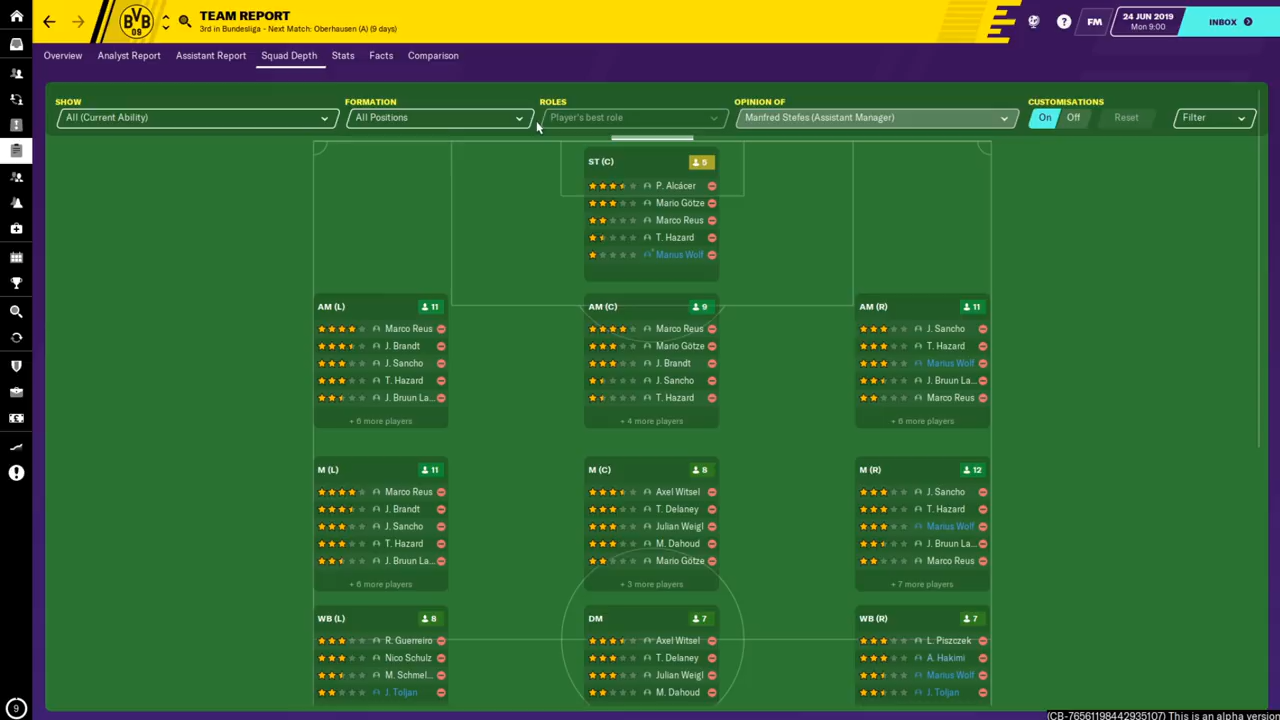 TEAM REPORT
3rd in Bundesliga - Next Match: Oberhausen (A) (9 days)
BVB
09
FM
24 JUN 2019
Mon 9:00
INBOX
Overview
Analyst Report
Assistant Report
Squad Depth
Stats
Facts
Comparison
SHOW
FORMATION
ROLES
OPINION OF
CUSTOMISATIONS
All (Current Ability)
All Positions
Player's best role
Manfred Stefes (Assistant Manager)
On
Off
Reset
Filter
ST (C)
5
P. Alcácer
Mario Götze
Marco Reus
T. Hazard
Marius Wolf
AM (L)
11
Marco Reus
J. Brandt
J. Sancho
T. Hazard
J. Bruun La...
+ 6 more players
AM (C)
9
Marco Reus
Mario Götze
J. Brandt
J. Sancho
T. Hazard
+ 4 more players
AM (R)
11
J. Sancho
T. Hazard
Marius Wolf
J. Bruun La...
Marco Reus
+ 6 more players
M (L)
11
Marco Reus
J. Brandt
J. Sancho
T. Hazard
J. Bruun La...
+ 6 more players
M (C)
8
Axel Witsel
T. Delaney
Julian Weigl
M. Dahoud
Mario Götze
+ 3 more players
M (R)
12
J. Sancho
T. Hazard
Marius Wolf
J. Bruun La...
Marco Reus
+ 7 more players
WB (L)
8
R. Guerreiro
Nico Schulz
M. Schmel...
J. Toljan
DM
7
Axel Witsel
T. Delaney
Julian Weigl
M. Dahoud
WB (R)
7
L. Piszczek
A. Hakimi
Marius Wolf
J. Toljan
9
(CB-76561198442935107) This is an alpha version